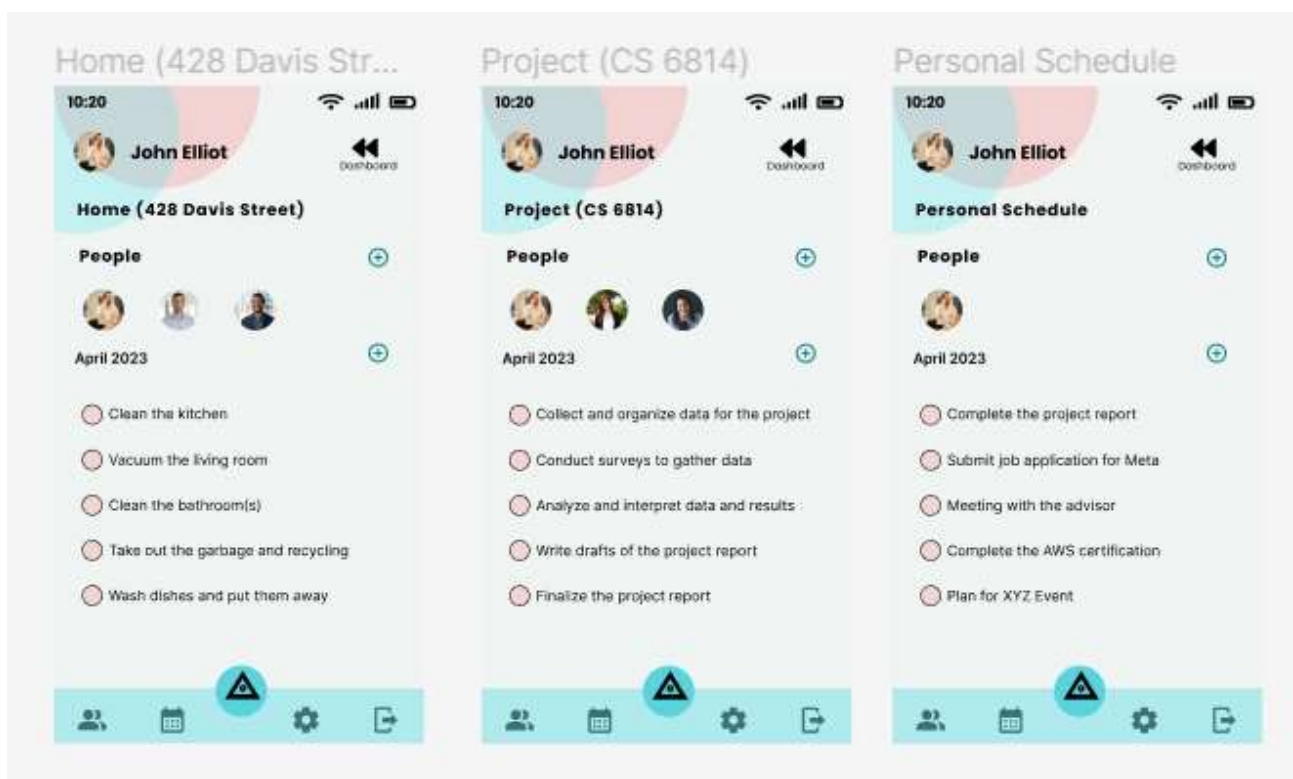 Home (428 Davis Str...
10:20
John Elliot
Dashboard
Home (428 Davis Street)
People
April 2023
Clean the kitchen
Vacuum the living room
Clean the bathroom(s)
Take out the garbage and recycling
Wash dishes and put them away
Project (CS 6814)
10:20
John Elliot
Dashboard
Project (CS 6814)
People
April 2023
Collect and organize data for the project
Conduct surveys to gather data
Analyze and interpret data and results
Write drafts of the project report
Finalize the project report
Personal Schedule
10:20
John Elliot
Dashboard
Personal Schedule
People
April 2023
Complete the project report
Submit job application for Meta
Meeting with the advisor
Complete the AWS certification
Plan for XYZ Event